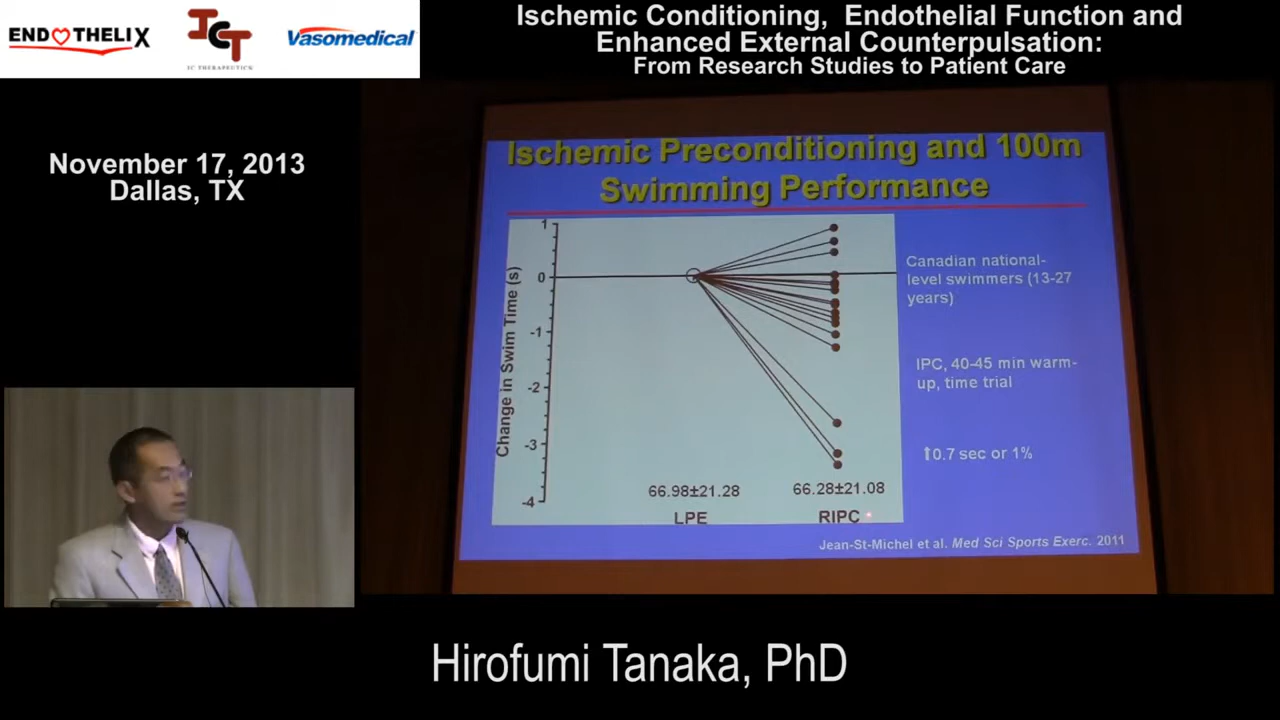 ENDOTHELIX
ICT
IC THERAPEUTICS
Vasomedical
Ischemic Conditioning, Endothelial Function and
Enhanced External Counterpulsation:
From Research Studies to Patient Care
November 17, 2013
Dallas, TX
Ischemic Preconditioning and 100m
Swimming Performance
Change in Swim Time (s)
1
0
-1
-2
-3
-4
66.98±21.28
66.28±21.08
LPE
RIPC
Canadian national-
level swimmers (13-27
years)
IPC, 40-45 min warm-
up, time trial
⬆0.7 sec or 1%
Jean-St-Michel et al. Med Sci Sports Exerc. 2011
Hirofumi Tanaka, PhD